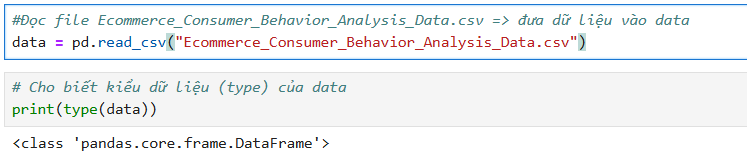 #Đọc file Ecommerce_Consumer_Behavior_Analysis_Data.csv => đưa dữ liệu vào data
data = pd.read_csv("Ecommerce_Consumer_Behavior_Analysis_Data.csv")
# Cho biết kiểu dữ liệu (type) của data
print(type(data))
<class 'pandas.core.frame.DataFrame'>